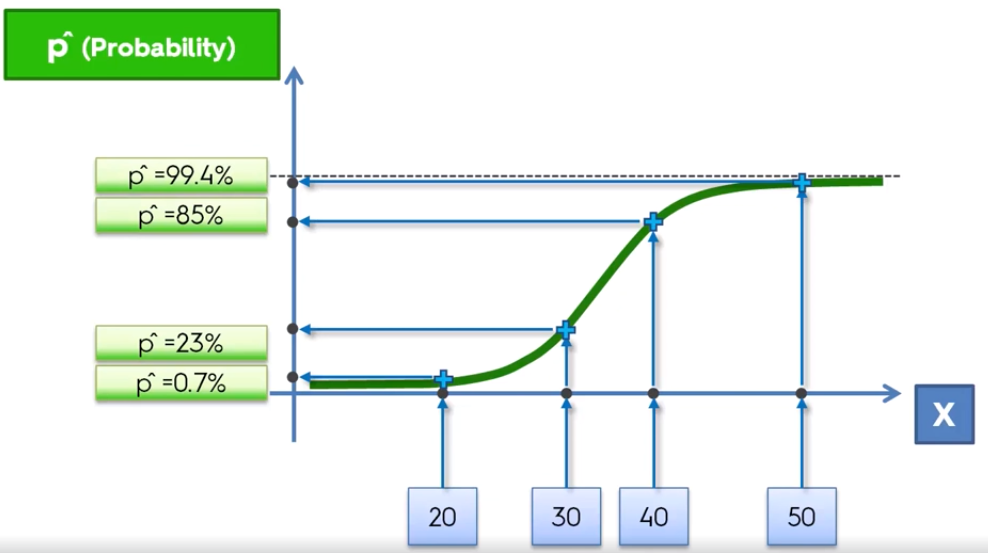 p̂ (Probability)
p̂ =99.4%
p̂ =85%
p̂ =23%
p̂ =0.7%
X
20
30
40
50